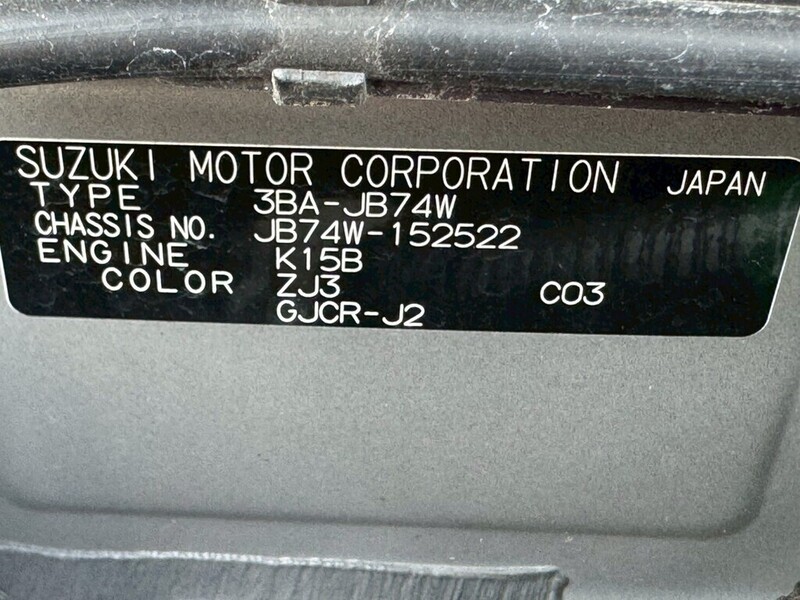 SUZUKI MOTOR CORPORATION JAPAN
TYPE 3BA-JB74W
CHASSIS NO. JB74W-152522
ENGINE K15B
COLOR ZJ3 C03
GJCR-J2